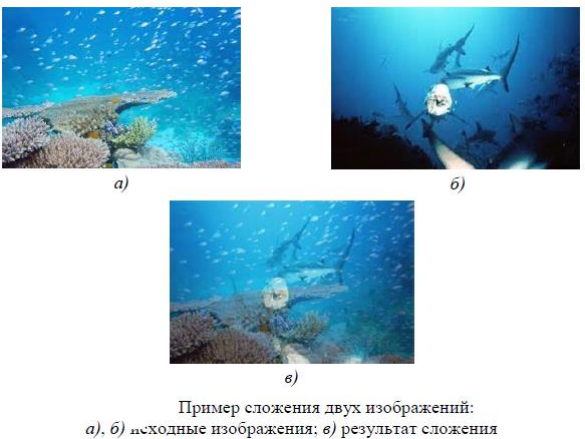 а)
б)
в)
Пример сложения двух изображений:
а), б) исходные изображения; в) результат сложения